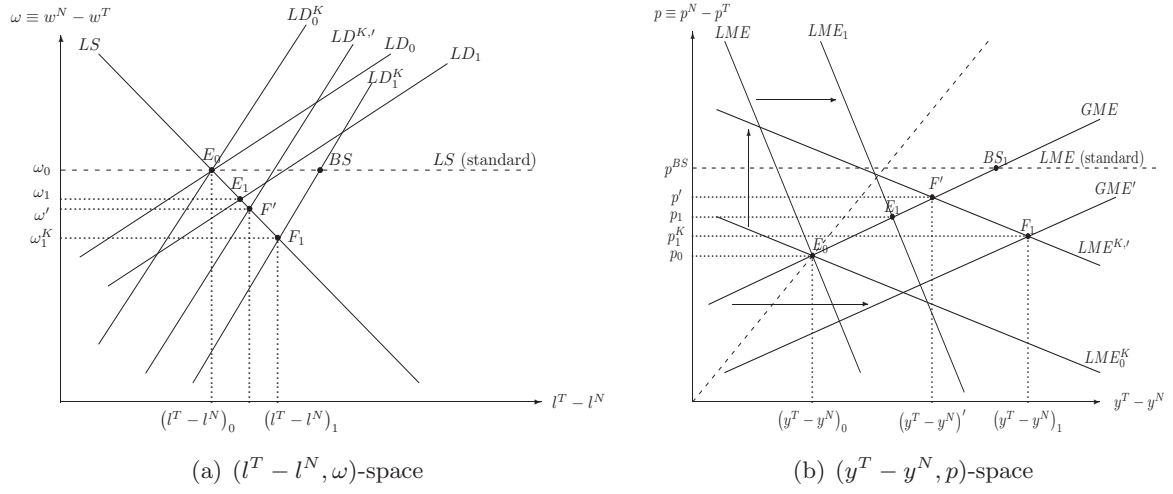 ω ≡ w^N − w^T
LS
LD_0^K
LD^{K,′}
LD_0
LD_1
LD_1^K
E_0
BS
LS (standard)
ω_0
E_1
ω_1
F′
ω′
F_1
ω_1^K
l^T − l^N
(l^T − l^N)_0
(l^T − l^N)_1
(a) (l^T − l^N, ω)-space
p ≡ p^N − p^T
LME
LME_1
GME
BS_1
LME (standard)
p^{BS}
F′
GME′
p′
E_1
p_1
F_1
p_1^K
E_0
LME^{K,′}
p_0
LME_0^K
y^T − y^N
(y^T − y^N)_0
(y^T − y^N)′
(y^T − y^N)_1
(b) (y^T − y^N, p)-space